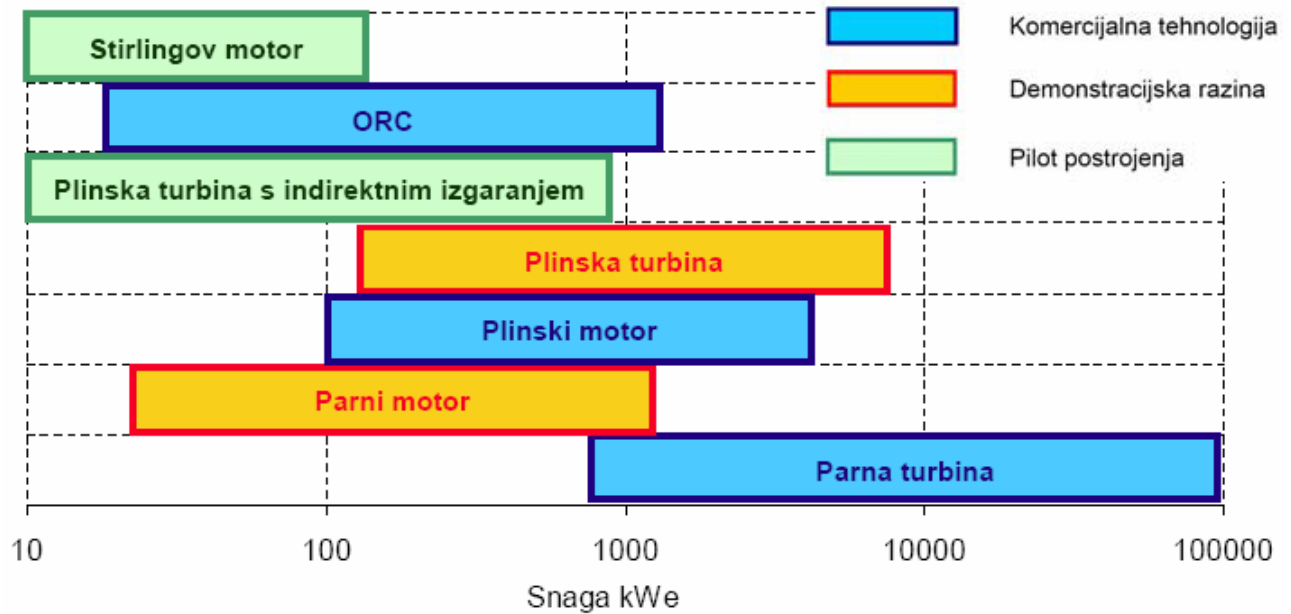 Stirlingov motor
ORC
Plinska turbina s indirektnim izgaranjem
Plinska turbina
Plinski motor
Parni motor
Parna turbina
Komercijalna tehnologija
Demonstracijska razina
Pilot postrojenja
10
100
1000
10000
100000
Snaga kWe